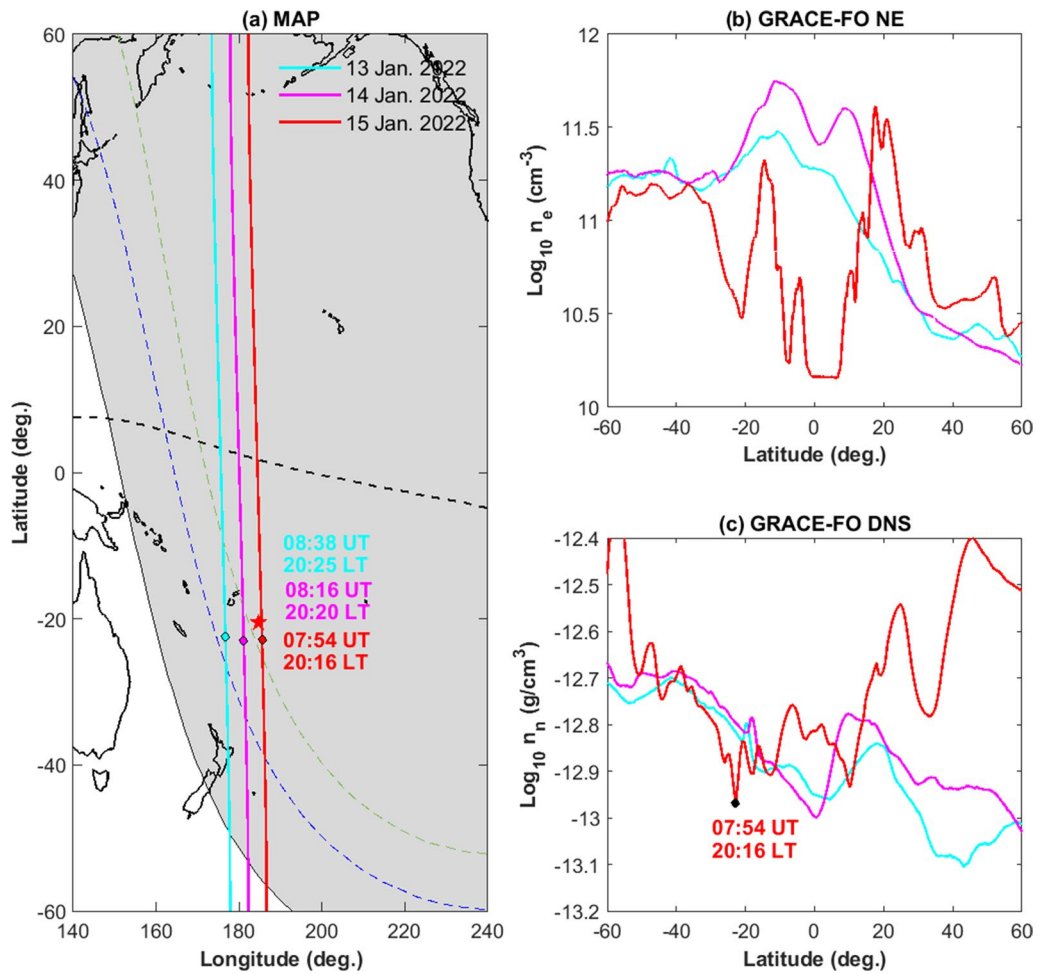 (a) MAP
60
40
20
0
-20
-40
-60
140
160
180
200
220
240
Latitude (deg.)
Longitude (deg.)
13 Jan. 2022
14 Jan. 2022
15 Jan. 2022
08:38 UT
20:25 LT
08:16 UT
20:20 LT
07:54 UT
20:16 LT
(b) GRACE-FO NE
12
11.5
11
10.5
10
-60
-40
-20
0
20
40
60
Log10 ne (cm-3)
Latitude (deg.)
(c) GRACE-FO DNS
-12.4
-12.6
-12.7
-12.8
-12.9
-13
-13.1
-13.2
-60
-40
-20
0
20
40
60
Log10 nn (g/cm3)
Latitude (deg.)
07:54 UT
20:16 LT